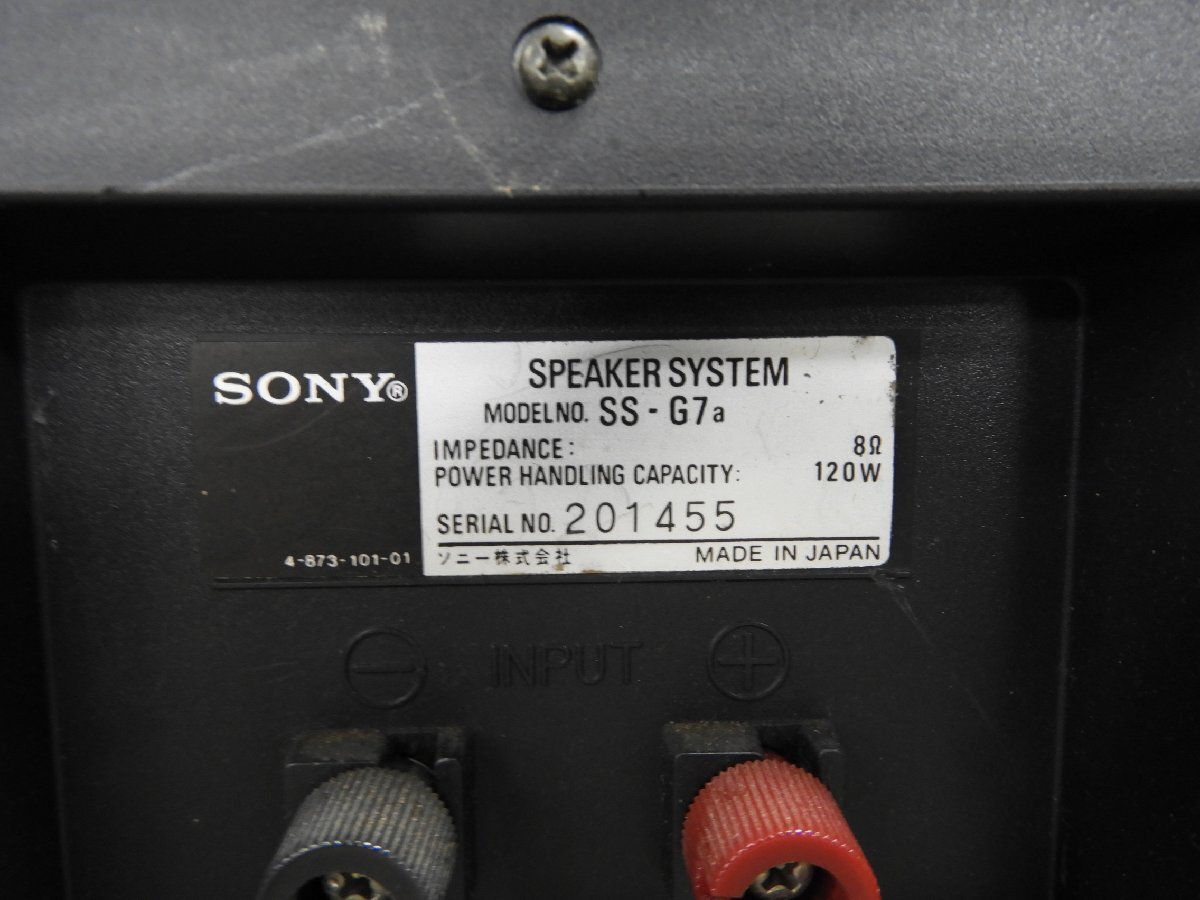 SONY®
SPEAKER SYSTEM
MODEL NO. SS-G7a
IMPEDANCE: 8Ω
POWER HANDLING CAPACITY: 120W
SERIAL NO. 201455
4-873-101-01
ソニー株式会社 MADE IN JAPAN
⊖ INPUT ⊕